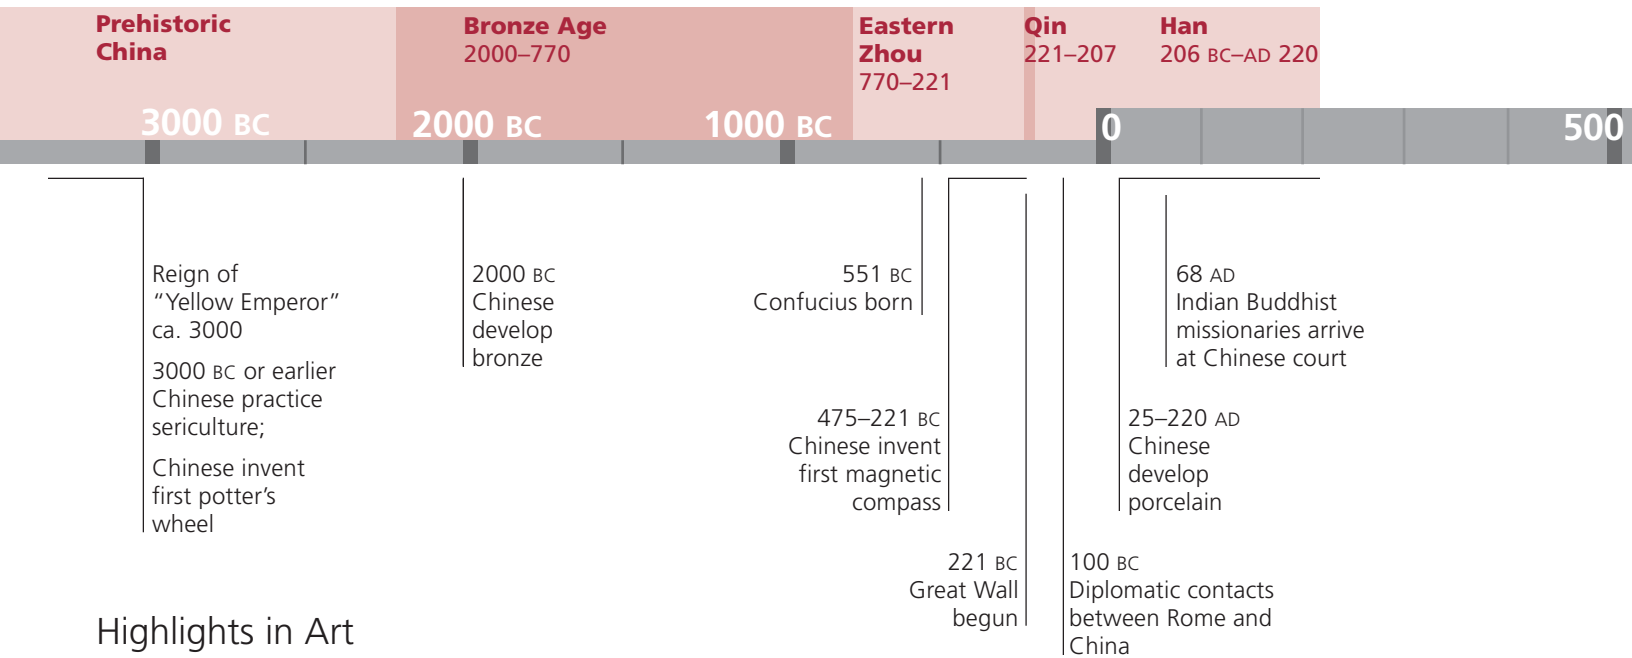 Prehistoric
China
Bronze Age
2000–770
Eastern
Zhou
770–221
Qin
221–207
Han
206 BC–AD 220
3000 BC
2000 BC
1000 BC
0
500
Reign of
“Yellow Emperor”
ca. 3000
3000 BC or earlier
Chinese practice
sericulture;
Chinese invent
first potter’s
wheel
2000 BC
Chinese
develop
bronze
551 BC
Confucius born
475–221 BC
Chinese invent
first magnetic
compass
221 BC
Great Wall
begun
68 AD
Indian Buddhist
missionaries arrive
at Chinese court
25–220 AD
Chinese
develop
porcelain
100 BC
Diplomatic contacts
between Rome and
China
Highlights in Art